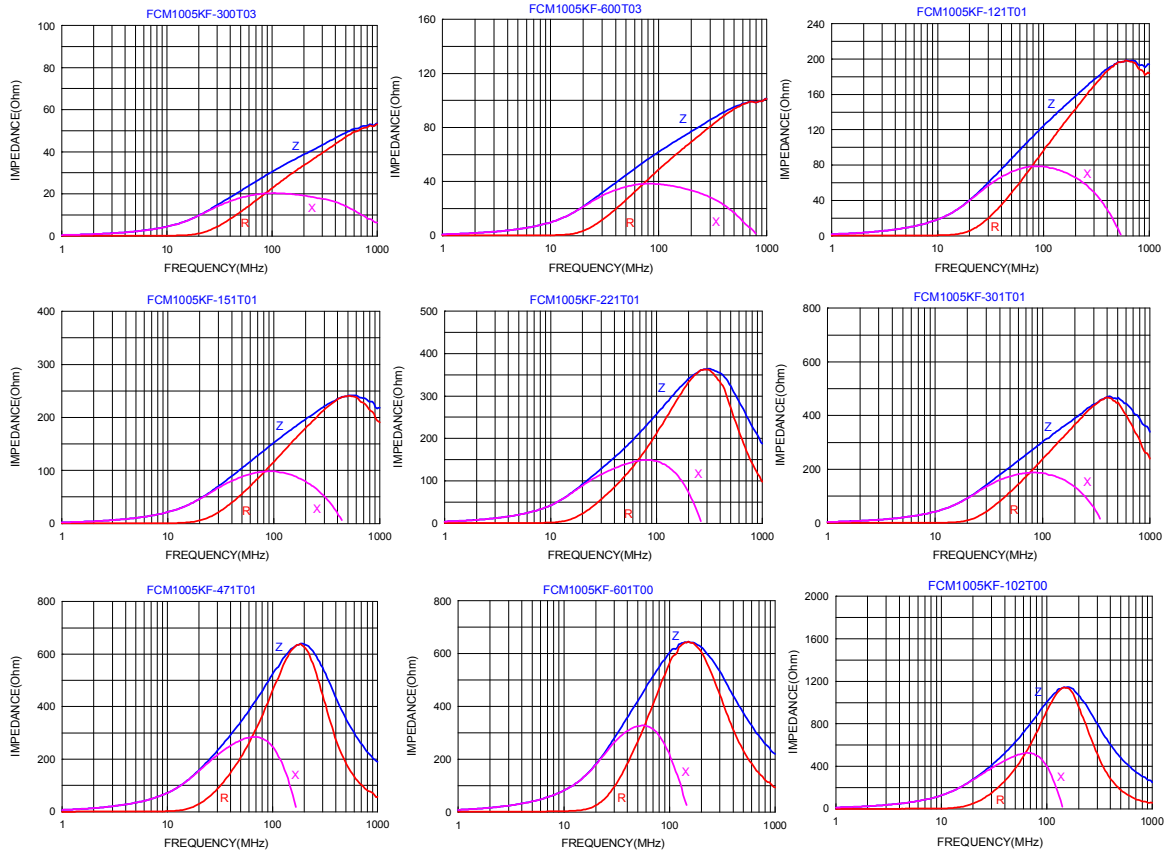 FCM1005KF-300T03
IMPEDANCE(Ohm)
100
80
60
40
20
0
Z
X
R
1
10
100
1000
FREQUENCY(MHz)
FCM1005KF-600T03
IMPEDANCE(Ohm)
160
120
80
40
0
Z
R
X
1
10
100
1000
FREQUENCY(MHz)
FCM1005KF-121T01
IMPEDANCE(Ohm)
240
200
160
120
80
40
0
Z
X
R
1
10
100
1000
FREQUENCY(MHz)
FCM1005KF-151T01
IMPEDANCE(Ohm)
400
300
200
100
0
Z
R
X
1
10
100
1000
FREQUENCY(MHz)
FCM1005KF-221T01
IMPEDANCE(Ohm)
500
400
300
200
100
0
Z
X
R
1
10
100
1000
FREQUENCY(MHz)
FCM1005KF-301T01
IMPEDANCE(Ohm)
800
600
400
200
0
Z
X
R
1
10
100
1000
FREQUENCY(MHz)
FCM1005KF-471T01
IMPEDANCE(Ohm)
800
600
400
200
0
Z
X
R
1
10
100
1000
FREQUENCY(MHz)
FCM1005KF-601T00
IMPEDANCE(Ohm)
800
600
400
200
0
Z
X
R
1
10
100
1000
FREQUENCY(MHz)
FCM1005KF-102T00
IMPEDANCE(Ohm)
2000
1600
1200
800
400
0
Z
X
R
1
10
100
1000
FREQUENCY(MHz)